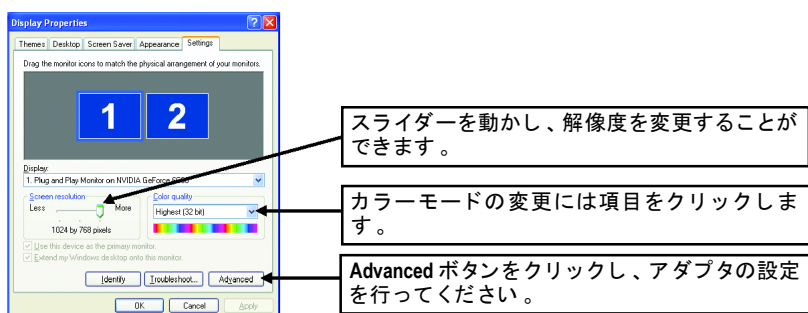 Display Properties
Themes Desktop Screen Saver Appearance Settings
Drag the monitor icons to match the physical arrangement of your monitors.
1 2
Display:
1. Plug and Play Monitor on NVIDIA GeForce
Screen resolution
Less More
1024 by 768 pixels
Color quality
Highest (32 bit)
Use this device as the primary monitor.
Extend my Windows desktop onto this monitor.
Identify Troubleshoot... Advanced
OK Cancel Apply
スライダーを動かし、解像度を変更することが
できます。
カラーモードの変更には項目をクリックしま
す。
Advanced ボタンをクリックし、アダプタの設定
を行ってください。